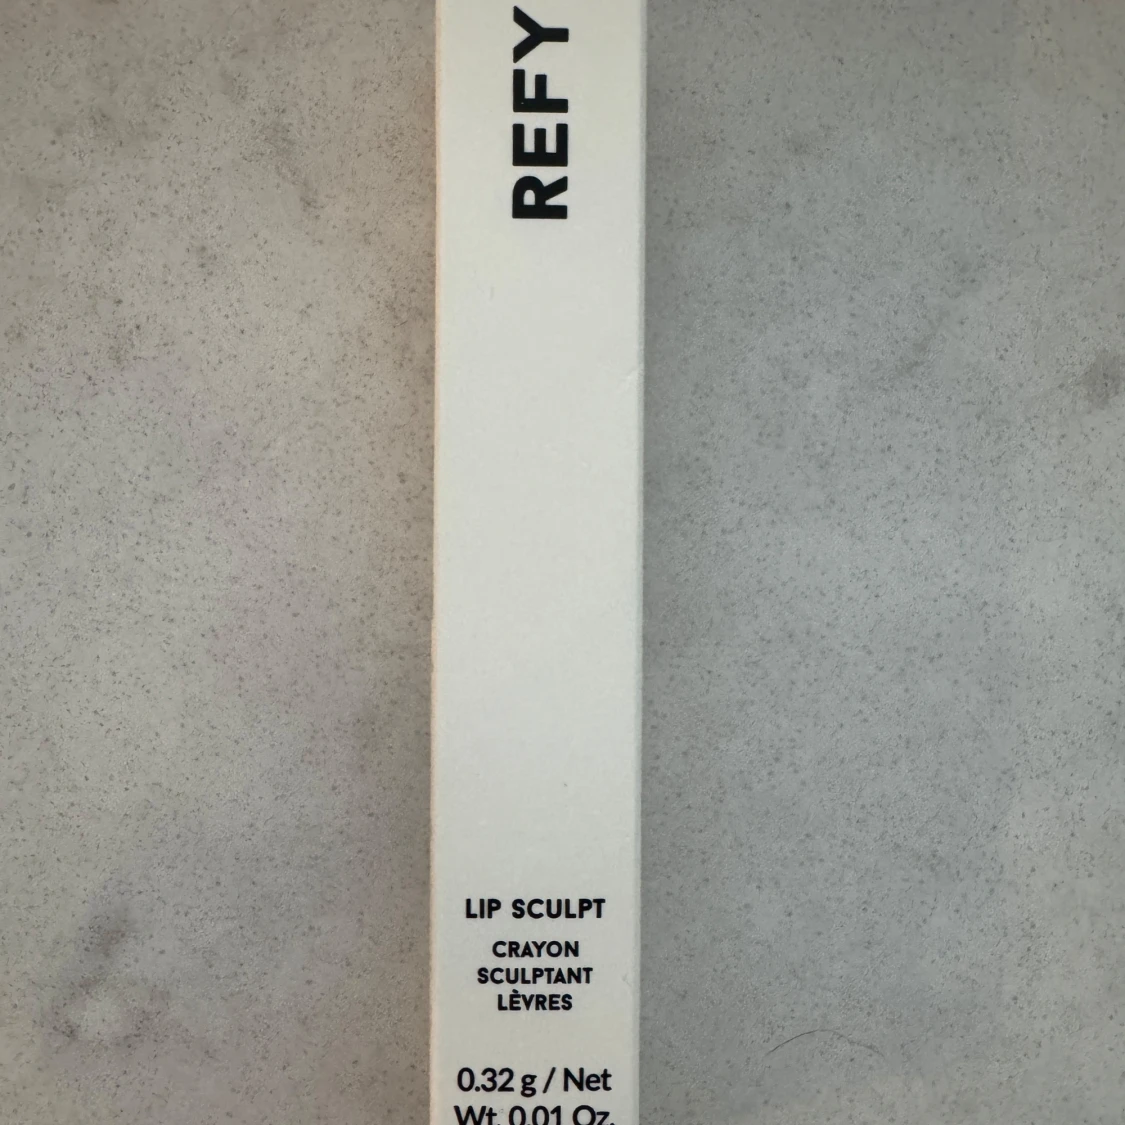 REFY
LIP SCULPT
CRAYON
SCULPTANT
LÈVRES
0.32 g / Net
Wt. 0.01 Oz.